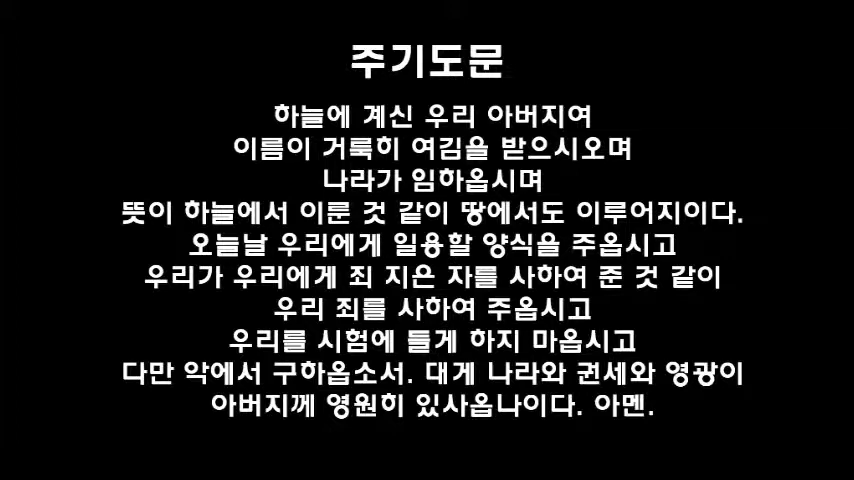 주기도문
하늘에 계신 우리 아버지여
이름이 거룩히 여김을 받으시오며
나라가 임하옵시며
뜻이 하늘에서 이룬 것 같이 땅에서도 이루어지이다.
오늘날 우리에게 일용할 양식을 주옵시고
우리가 우리에게 죄 지은 자를 사하여 준 것 같이
우리 죄를 사하여 주옵시고
우리를 시험에 들게 하지 마옵시고
다만 악에서 구하옵소서. 대게 나라와 권세와 영광이
아버지께 영원히 있사옵나이다. 아멘.